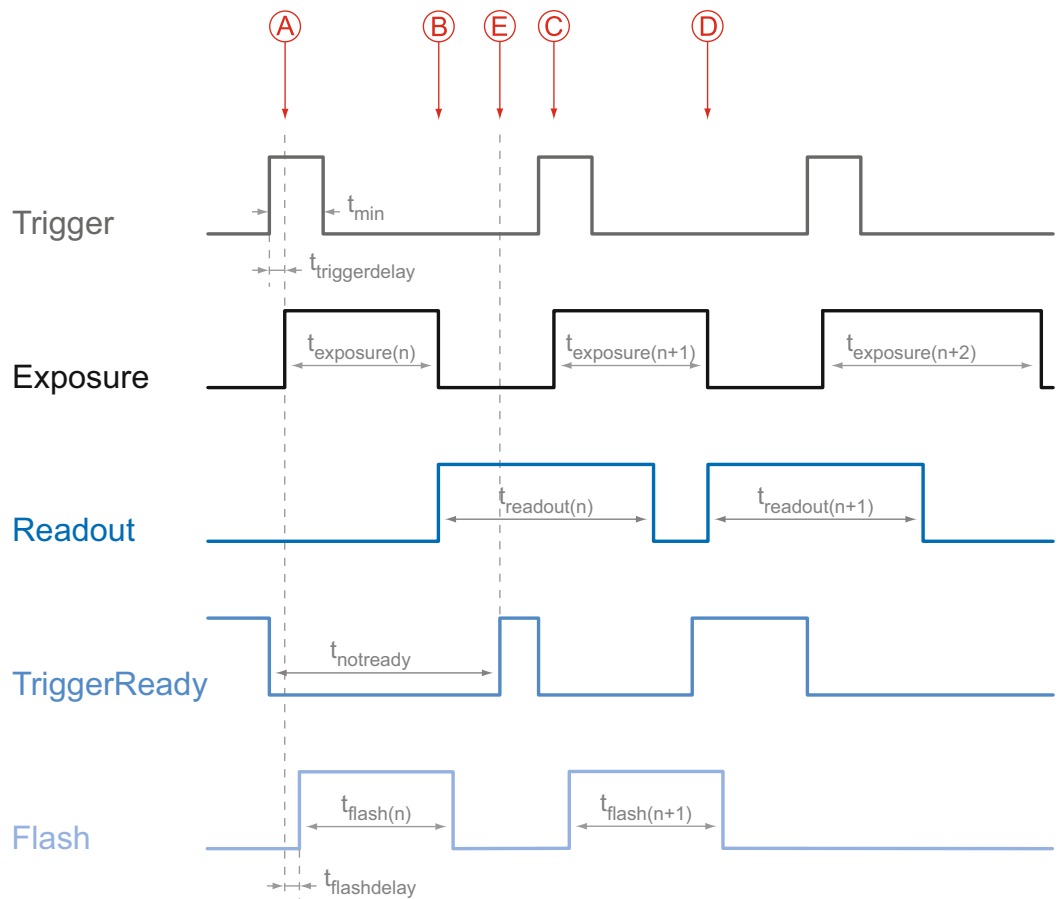 A B E C D
Trigger
tmin
ttriggerdelay
Exposure
texposure(n) texposure(n+1) texposure(n+2)
Readout
treadout(n) treadout(n+1)
TriggerReady
tnotready
Flash
tflash(n) tflash(n+1)
tflashdelay